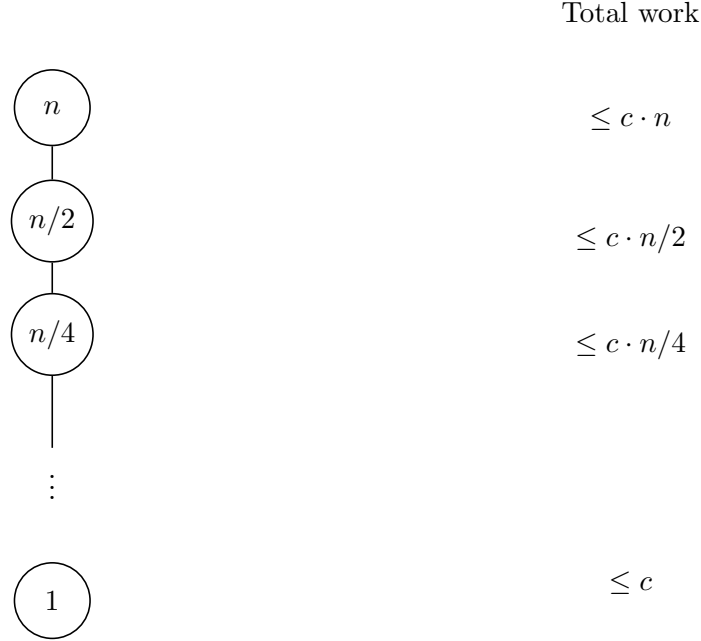 Total work
n
≤ c · n
n/2
≤ c · n/2
n/4
≤ c · n/4
⋮
1
≤ c